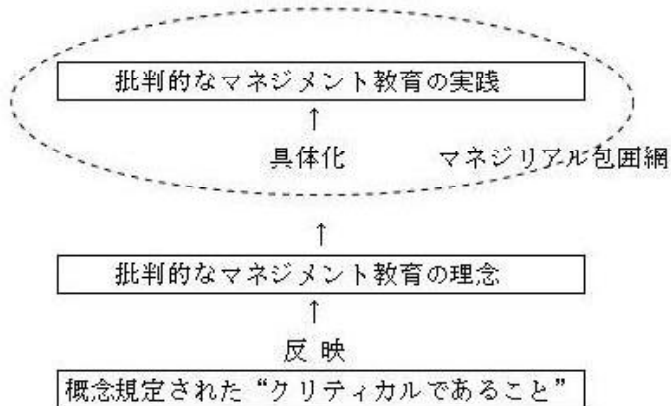 批判的なマネジメント教育の実践
↑
具体化 マネジリアル包囲網
↑
批判的なマネジメント教育の理念
↑
反 映
概念規定された“クリティカルであること”